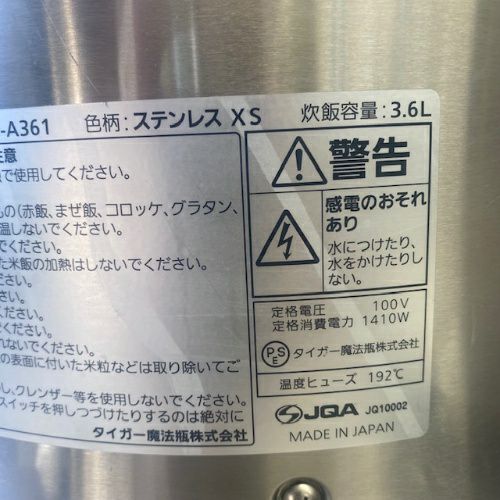 -A361 色柄:ステンレス XS 炊飯容量:3.6L
注意
で使用してください。
もの(赤飯、まぜ飯、コロッケ、グラタン、
温しないでください。
でください。
た米飯の加熱はしないでください。
ださい。
ださい。
でください。
れないでください。
の表面に付いた米粒などは取り除いてご
し、クレンザー等を使用しないでください。
スイッチを押しつづけたりするのは絶対に
タイガー魔法瓶株式会社
警告
感電のおそれ
あり
水につけたり、
水をかけたりし
ない。
定格電圧 100V
定格消費電力 1410W
PSE タイガー魔法瓶株式会社
温度ヒューズ 192℃
JQA JQ10002
MADE IN JAPAN